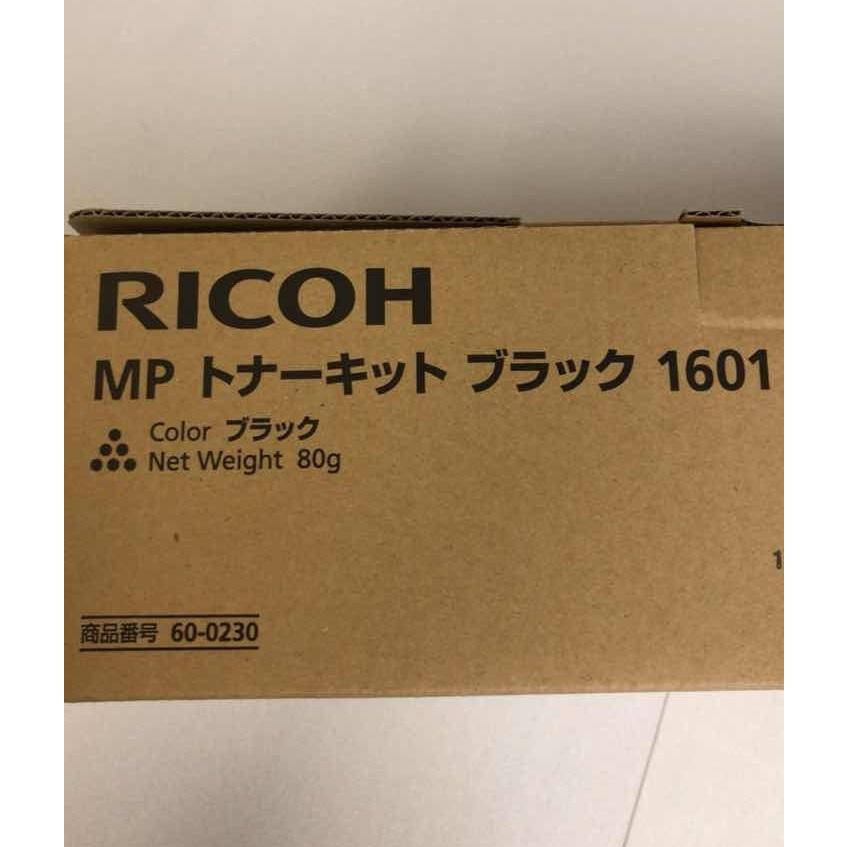 RICOH
MP トナーキット ブラック 1601
Color ブラック
Net Weight 80g
1
商品番号 60-0230